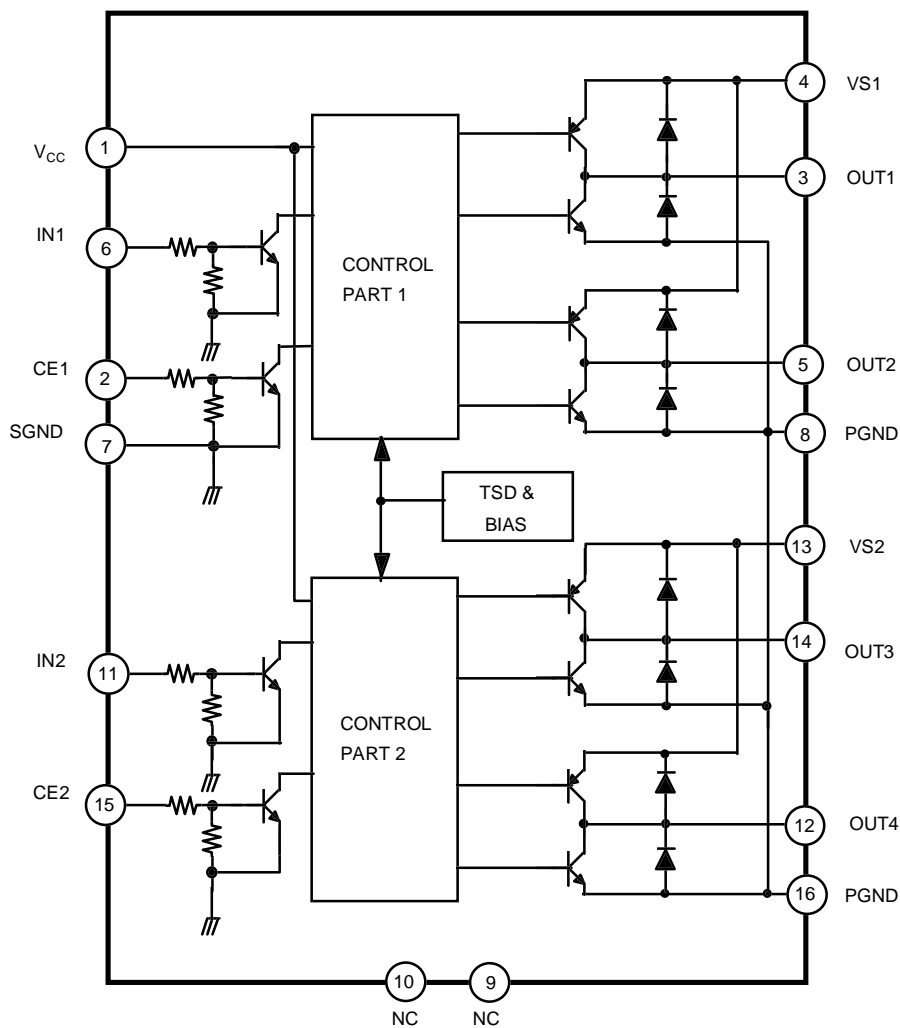 4 VS1
V_CC 1
3 OUT1
IN1 6
CONTROL
PART 1
CE1 2
5 OUT2
SGND 7
8 PGND
TSD &
BIAS
13 VS2
14 OUT3
IN2 11
CONTROL
PART 2
CE2 15
12 OUT4
16 PGND
10 9
NC NC